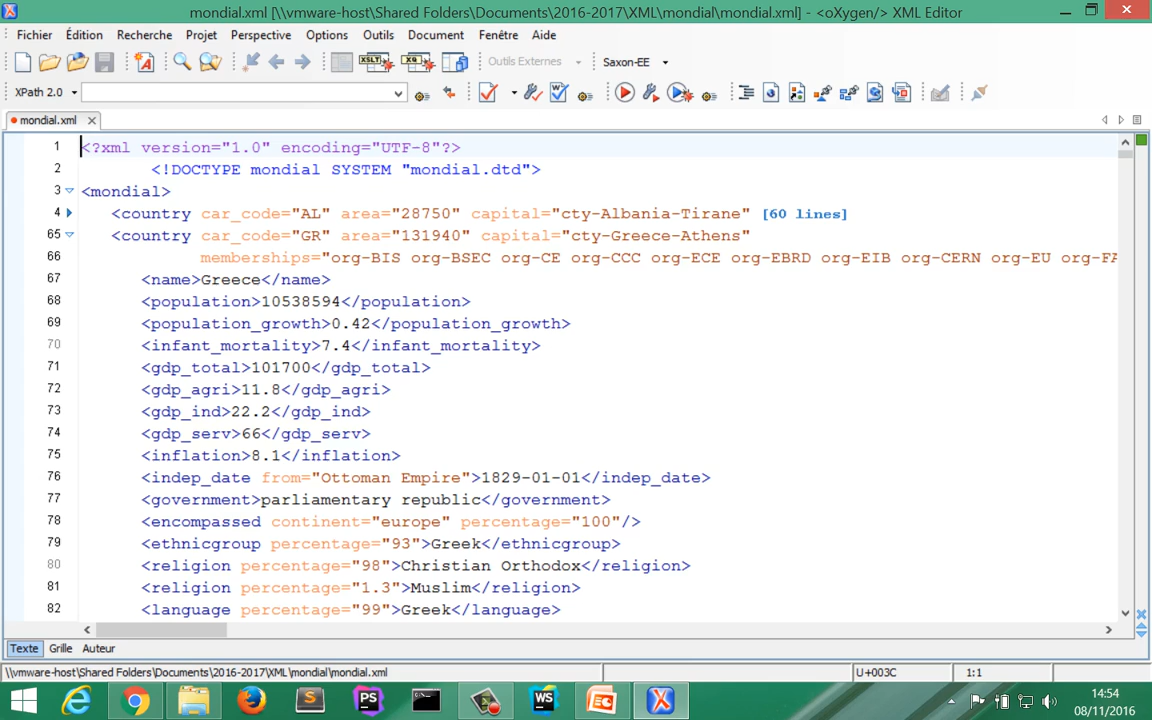 mondial.xml [\\vmware-host\Shared Folders\Documents\2016-2017\XML\mondial\mondial.xml] - <oXygen/> XML Editor
Fichier Édition Recherche Projet Perspective Options Outils Document Fenêtre Aide
XSLT XQ Outils Externes Saxon-EE
XPath 2.0
mondial.xml
1 <?xml version="1.0" encoding="UTF-8"?>
2 <!DOCTYPE mondial SYSTEM "mondial.dtd">
3 <mondial>
4 <country car_code="AL" area="28750" capital="cty-Albania-Tirane" [60 lines]
65 <country car_code="GR" area="131940" capital="cty-Greece-Athens"
66 memberships="org-BIS org-BSEC org-CE org-CCC org-ECE org-EBRD org-EIB org-CERN org-EU org-FA
67 <name>Greece</name>
68 <population>10538594</population>
69 <population_growth>0.42</population_growth>
70 <infant_mortality>7.4</infant_mortality>
71 <gdp_total>101700</gdp_total>
72 <gdp_agri>11.8</gdp_agri>
73 <gdp_ind>22.2</gdp_ind>
74 <gdp_serv>66</gdp_serv>
75 <inflation>8.1</inflation>
76 <indep_date from="Ottoman Empire">1829-01-01</indep_date>
77 <government>parliamentary republic</government>
78 <encompassed continent="europe" percentage="100"/>
79 <ethnicgroup percentage="93">Greek</ethnicgroup>
80 <religion percentage="98">Christian Orthodox</religion>
81 <religion percentage="1.3">Muslim</religion>
82 <language percentage="99">Greek</language>
Texte Grille Auteur
\\vmware-host\Shared Folders\Documents\2016-2017\XML\mondial\mondial.xml U+003C 1:1
PS WS
14:54
08/11/2016